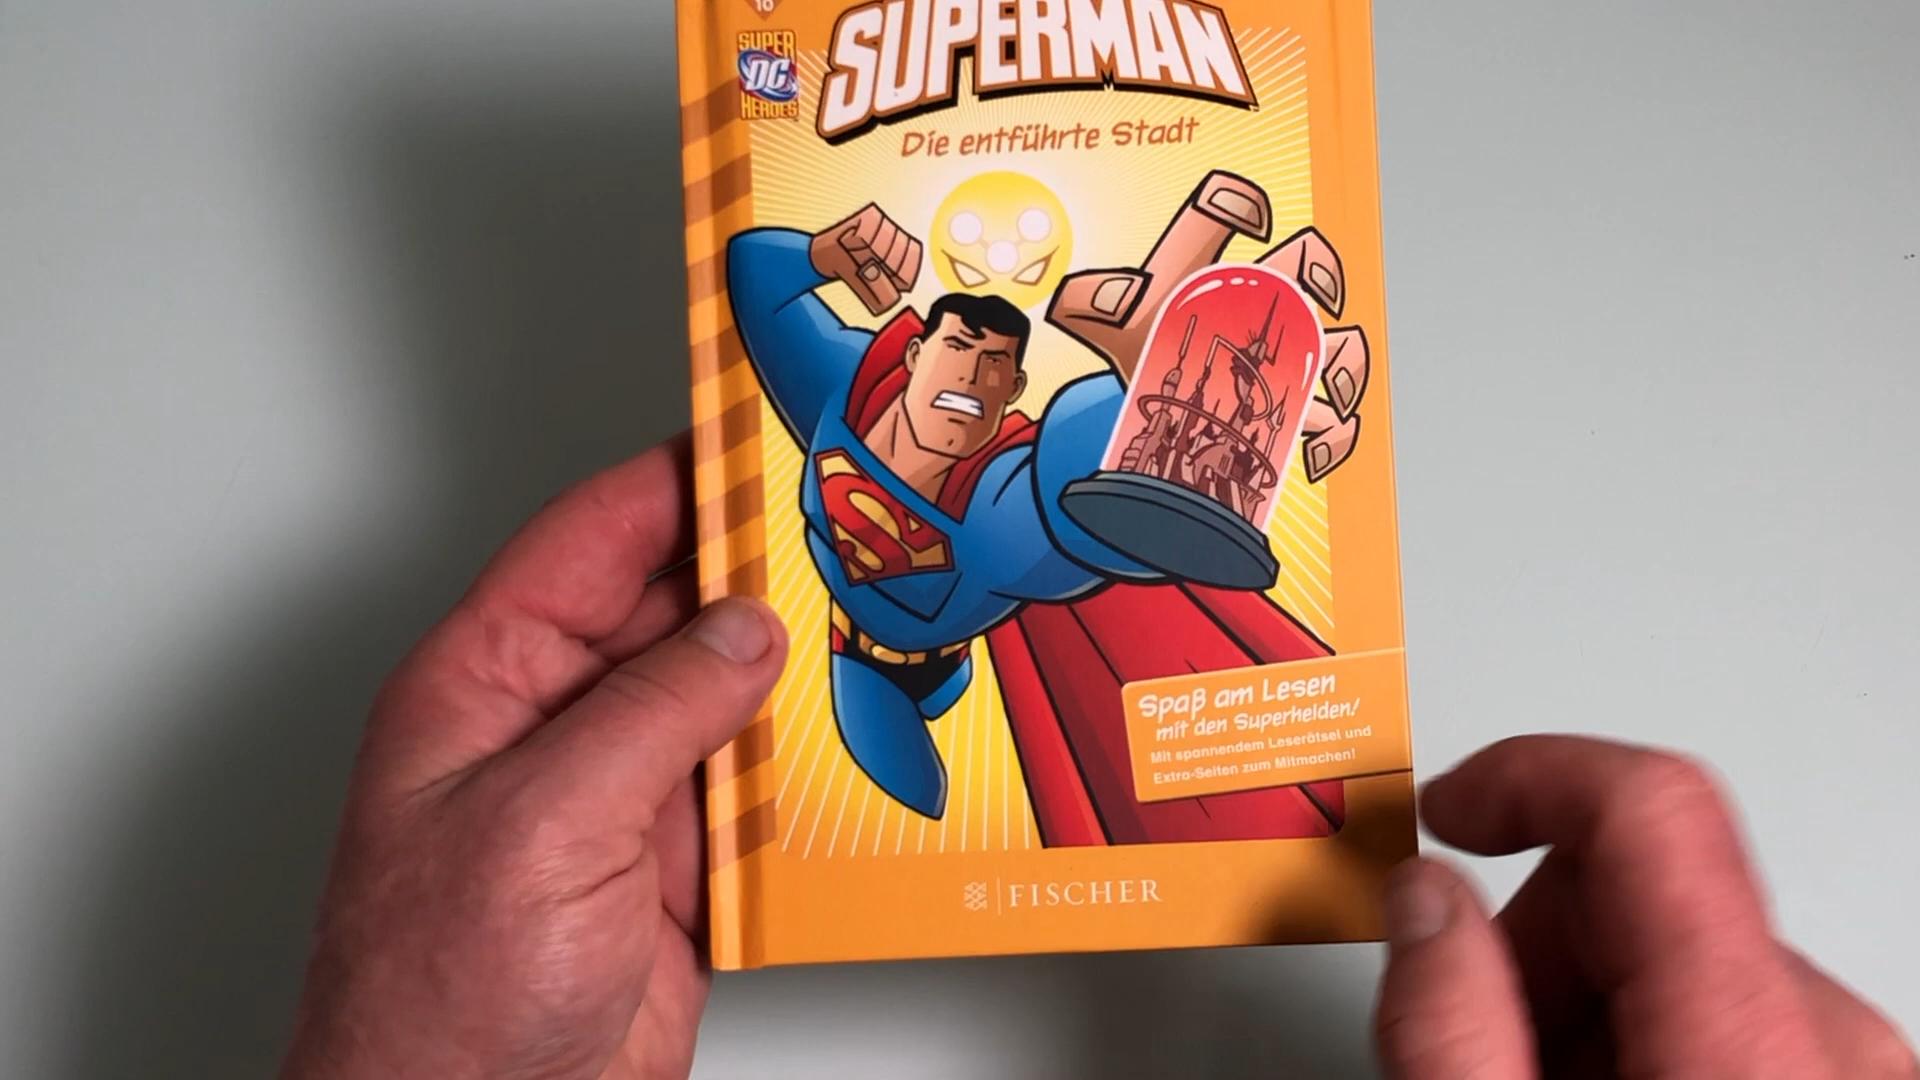 10
SUPER
DC
HEROES
SUPERMAN
Die entführte Stadt
S
Spaß am Lesen
mit den Superhelden!
Mit spannendem Leserätsel und
Extra-Seiten zum Mitmachen!
FISCHER